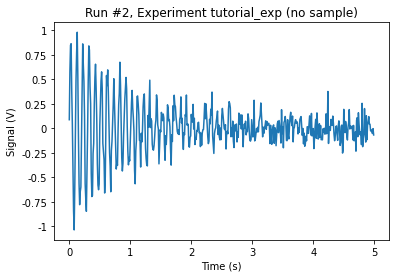 Run #2, Experiment tutorial_exp (no sample)
1
0.75
0.5
0.25
0
-0.25
-0.5
-0.75
-1
Signal (V)
0 1 2 3 4 5
Time (s)